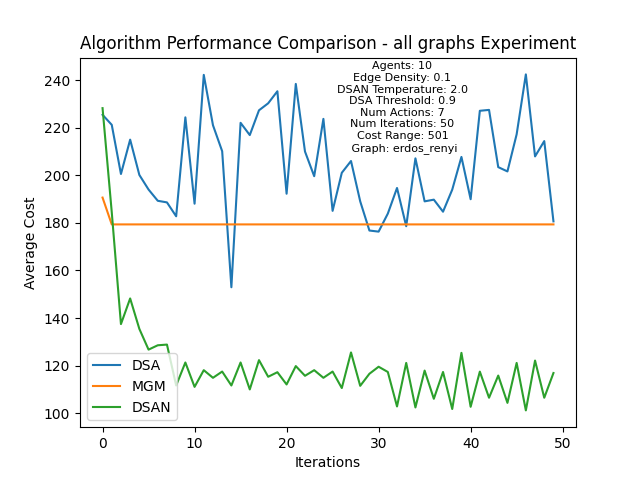 Algorithm Performance Comparison - all graphs Experiment
Agents: 10
Edge Density: 0.1
DSAN Temperature: 2.0
DSA Threshold: 0.9
Num Actions: 7
Num Iterations: 50
Cost Range: 501
Graph: erdos_renyi
Average Cost
240
220
200
180
160
140
120
100
DSA
MGM
DSAN
0 10 20 30 40 50
Iterations